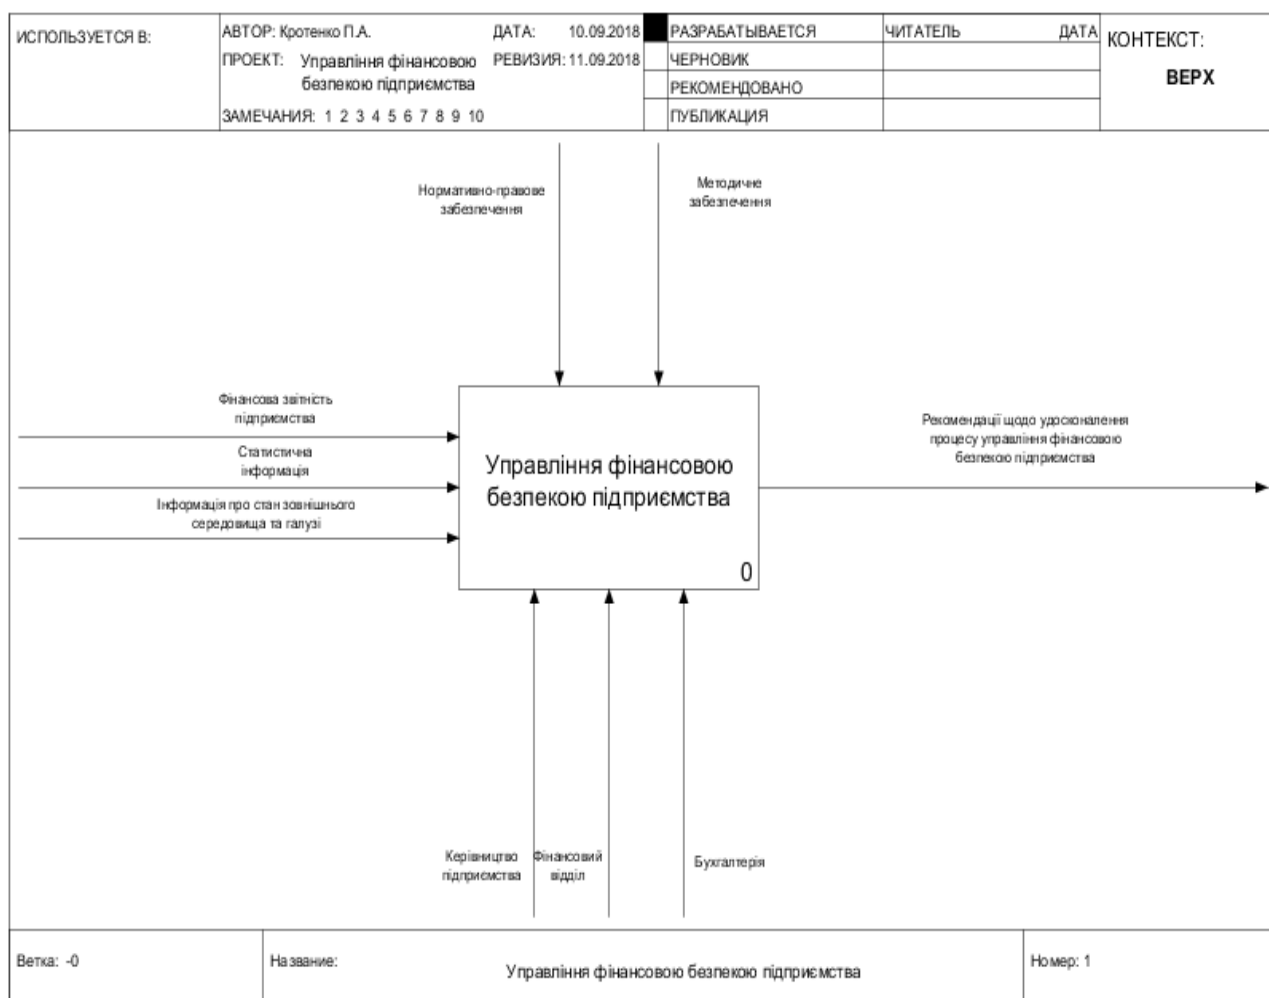 ИСПОЛЬЗУЕТСЯ В:
АВТОР: Кротенко П.А.
ДАТА: 10.09.2018
ПРОЕКТ: Управління фінансовою
безпекою підприємства
РЕВИЗИЯ: 11.09.2018
ЗАМЕЧАНИЯ: 1 2 3 4 5 6 7 8 9 10
РАЗРАБАТЫВАЕТСЯ
ЧЕРНОВИК
РЕКОМЕНДОВАНО
ПУБЛИКАЦИЯ
ЧИТАТЕЛЬ
ДАТА
КОНТЕКСТ:
ВЕРХ
Нормативно-правове
забезпечення
Методичне
забезпечення
Фінансова звітність
підприємства
Статистична
інформація
Інформація про стан зовнішнього
середовища та галузі
Управління фінансовою
безпекою підприємства
0
Рекомендації щодо удосконалення
процесу управління фінансовою
безпекою підприємства
Керівництво
підприємства
Фінансовий
відділ
Бухгалтерія
Ветка: -0
Название:
Управління фінансовою безпекою підприємства
Номер: 1